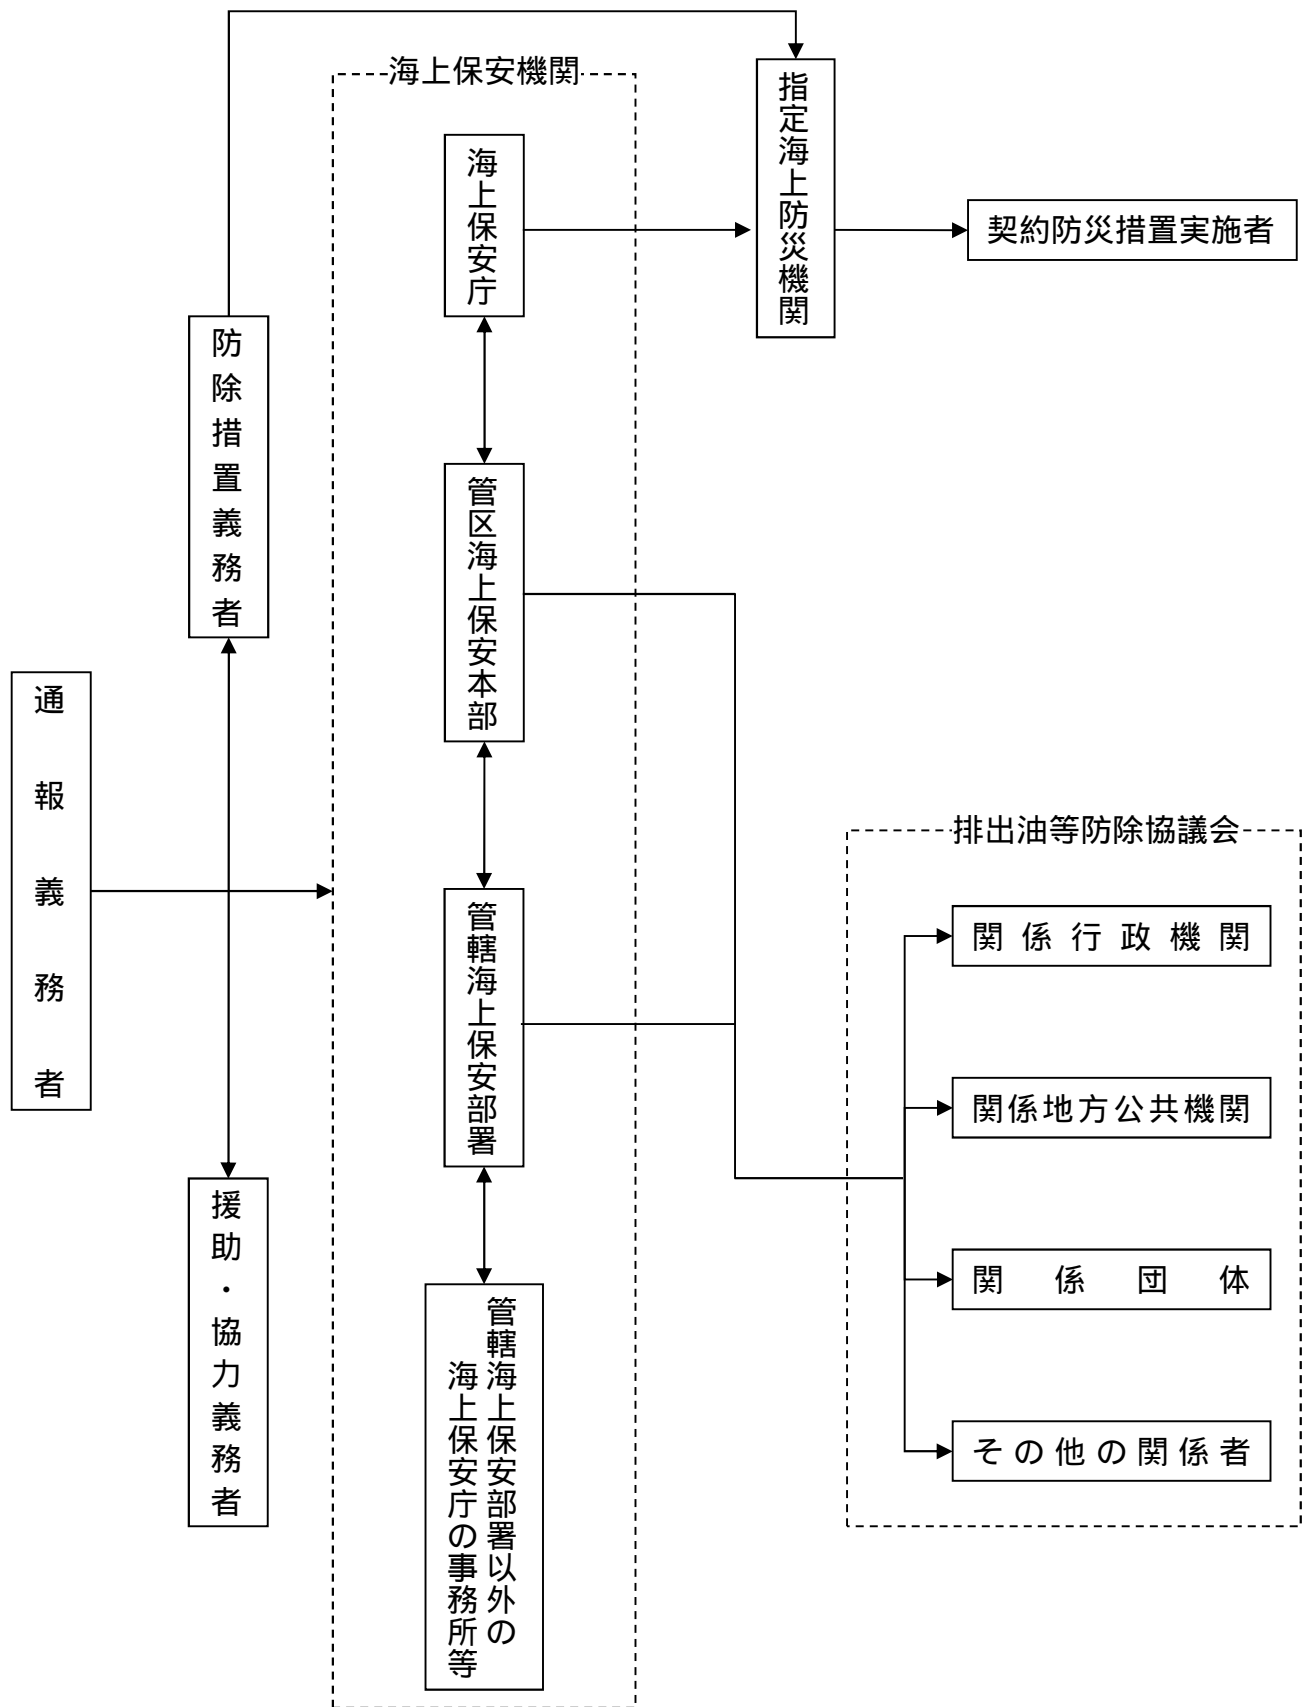 海上保安機関
指定海上防災機関
海上保安庁
契約防災措置実施者
防除措置義務者
管区海上保安本部
通報義務者
排出油等防除協議会
管轄海上保安部署
関係行政機関
関係地方公共機関
援助・協力義務者
関係団体
管轄海上保安部署以外の
海上保安庁の事務所等
その他の関係者